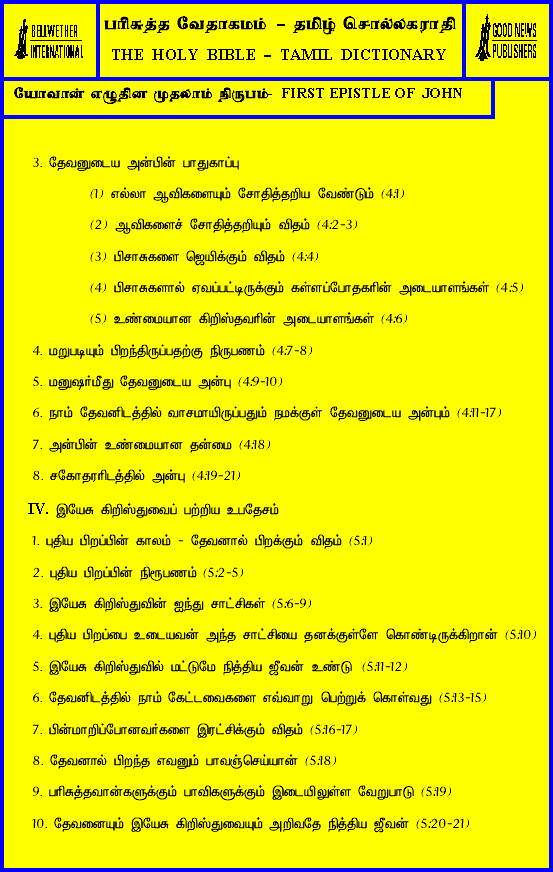 BELLWETHER
INTERNATIONAL
பரிசுத்த வேதாகமம் - தமிழ் சொல்லகராதி
THE HOLY BIBLE - TAMIL DICTIONARY
GOOD NEWS
PUBLISHERS
யோவான் எழுதின முதலாம் நிருபம்- FIRST EPISTLE OF JOHN
3. தேவனுடைய அன்பின் பாதுகாப்பு
(1) எல்லா ஆவிகளையும் சோதித்தறிய வேண்டும் (4:1)
(2) ஆவிகளைச் சோதித்தறியும் விதம் (4:2-3)
(3) பிசாசுகளை ஜெயிக்கும் விதம் (4:4)
(4) பிசாசுகளால் ஏவப்பட்டிருக்கும் கள்ளப்போதகரின் அடையாளங்கள் (4:5)
(5) உண்மையான கிறிஸ்தவரின் அடையாளங்கள் (4:6)
4. மறுபடியும் பிறந்திருப்பதற்கு நிருபணம் (4:7-8)
5. மனுஷர்மீது தேவனுடைய அன்பு (4:9-10)
6. நாம் தேவனிடத்தில் வாசமாயிருப்பதும் நமக்குள் தேவனுடைய அன்பும் (4:11-17)
7. அன்பின் உண்மையான தன்மை (4:18)
8. சகோதரரிடத்தில் அன்பு (4:19-21)
IV. இயேசு கிறிஸ்துவைப் பற்றிய உபதேசம்
1. புதிய பிறப்பின் காலம் - தேவனால் பிறக்கும் விதம் (5:1)
2. புதிய பிறப்பின் நிரூபணம் (5:2-5)
3. இயேசு கிறிஸ்துவின் ஐந்து சாட்சிகள் (5:6-9)
4. புதிய பிறப்பை உடையவன் அந்த சாட்சியை தனக்குள்ளே கொண்டிருக்கிறான் (5:10)
5. இயேசு கிறிஸ்துவில் மட்டுமே நித்திய ஜீவன் உண்டு (5:11-12)
6. தேவனிடத்தில் நாம் கேட்டவைகளை எவ்வாறு பெற்றுக் கொள்வது (5:13-15)
7. பின்மாறிப்போனவர்களை இரட்சிக்கும் விதம் (5:16-17)
8. தேவனால் பிறந்த எவனும் பாவஞ்செய்யான் (5:18)
9. பரிசுத்தவான்களுக்கும் பாவிகளுக்கும் இடையிலுள்ள வேறுபாடு (5:19)
10. தேவனையும் இயேசு கிறிஸ்துவையும் அறிவதே நித்திய ஜீவன் (5:20-21)